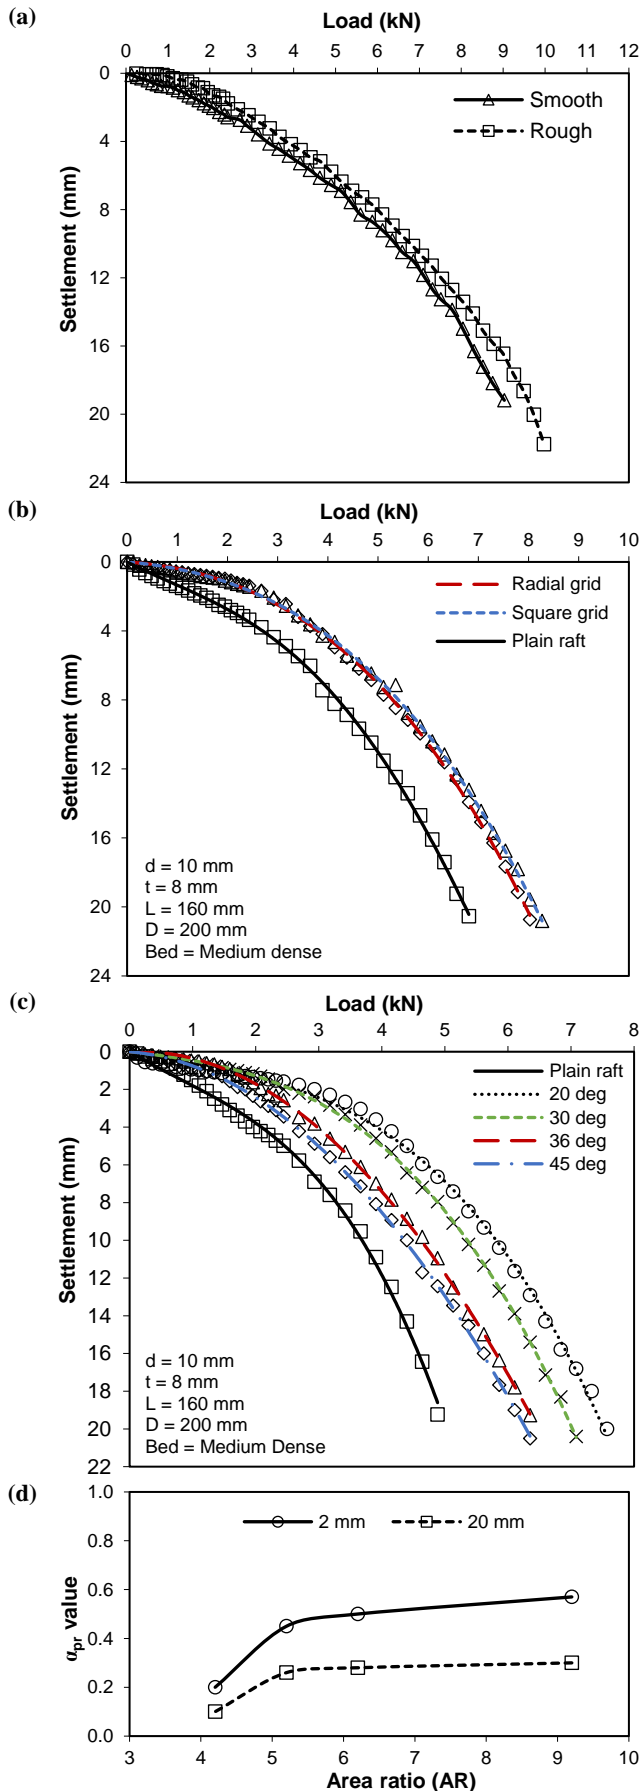 (a)
Load (kN)
0 1 2 3 4 5 6 7 8 9 10 11 12
0
4
8
12
16
20
24
Settlement (mm)
Smooth
Rough
(b)
Load (kN)
0 1 2 3 4 5 6 7 8 9 10
0
4
8
12
16
20
24
Settlement (mm)
Radial grid
Square grid
Plain raft
d = 10 mm
t = 8 mm
L = 160 mm
D = 200 mm
Bed = Medium dense
(c)
Load (kN)
0 1 2 3 4 5 6 7 8
0
2
4
6
8
10
12
14
16
18
20
22
Settlement (mm)
Plain raft
20 deg
30 deg
36 deg
45 deg
d = 10 mm
t = 8 mm
L = 160 mm
D = 200 mm
Bed = Medium Dense
(d)
1.0
0.8
0.6
0.4
0.2
0.0
αpr value
2 mm 20 mm
3 4 5 6 7 8 9 10
Area ratio (AR)